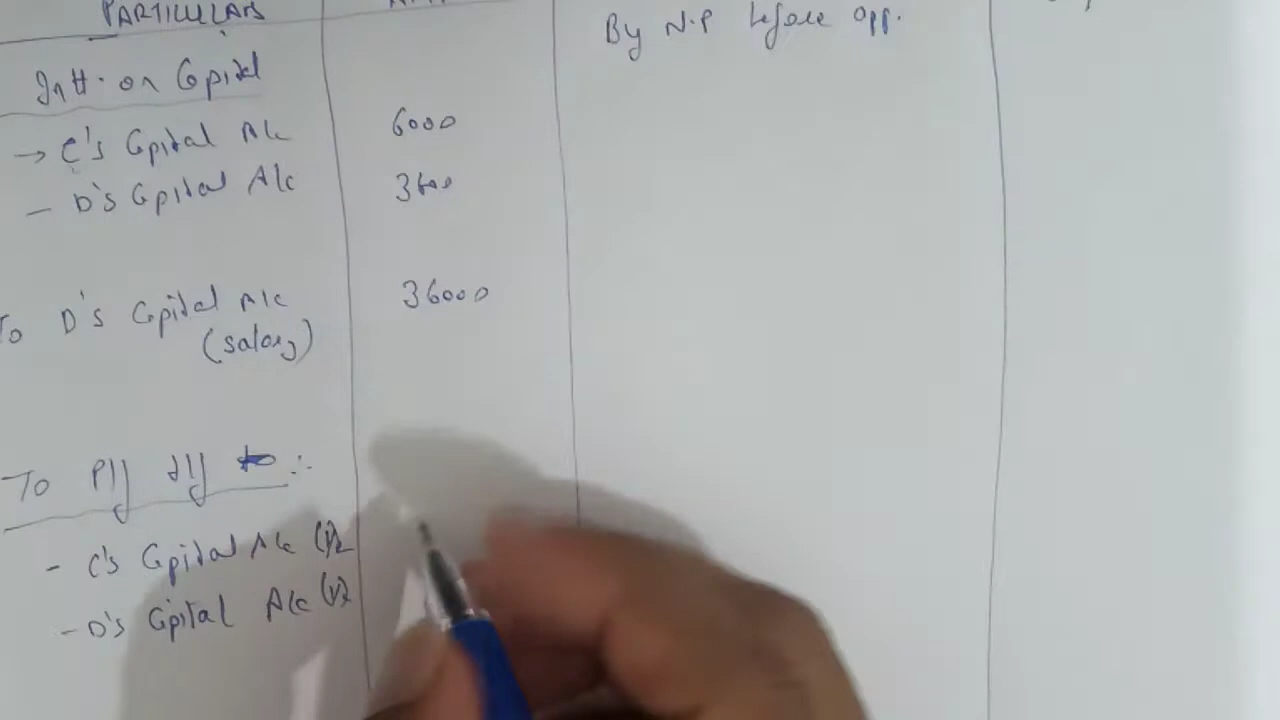 PARTICULARS
By N.P before app.
Intt. on Capital
→ C's Capital A/c 6000
- D's Capital A/c 3600
To D's Capital A/c 36000
(salary)
To
- C's Capital A/c (1/2
- D's Capital A/c (1/2